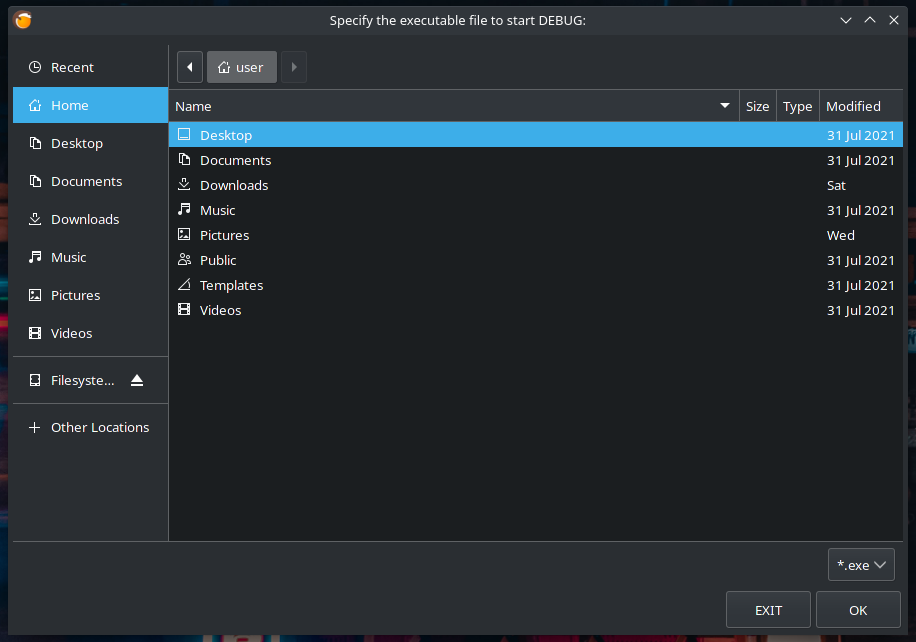 Specify the executable file to start DEBUG:
Recent
Home
Desktop
Documents
Downloads
Music
Pictures
Videos
Filesyste...
Other Locations
user
Name Size Type Modified
Desktop 31 Jul 2021
Documents 31 Jul 2021
Downloads Sat
Music 31 Jul 2021
Pictures Wed
Public 31 Jul 2021
Templates 31 Jul 2021
Videos 31 Jul 2021
*.exe
EXIT OK